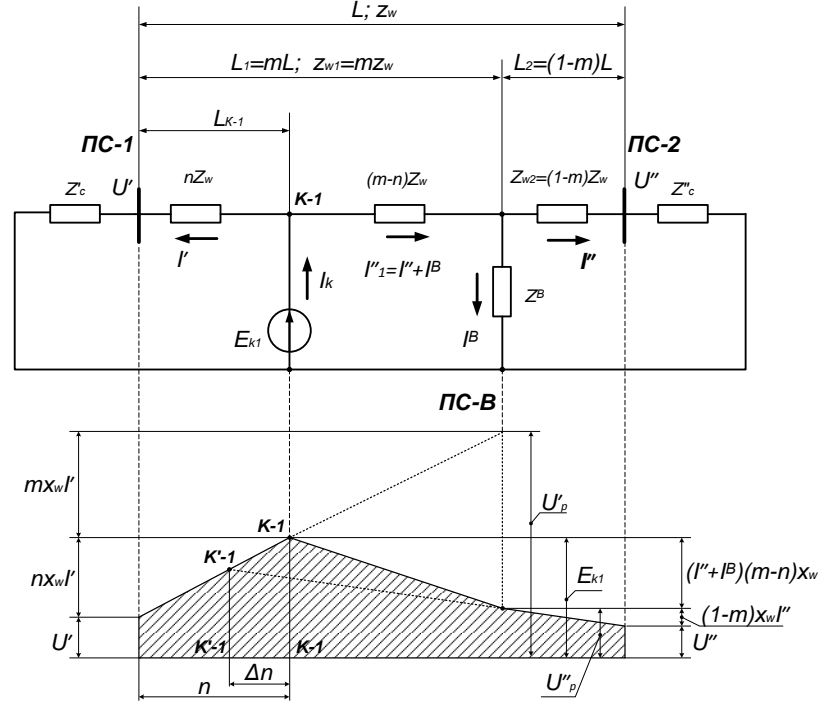 L; zw
L1=mL; zw1=mzw
L2=(1-m)L
LK-1
ПС-1
ПС-2
Z'c
U'
nZw
К-1
(m-n)Zw
Zw2=(1-m)Zw
U''
Z''c
I'
Ik
I''1=I''+IB
I''
ZB
Ek1
IB
ПС-В
mxwI'
U'p
К-1
К'-1
nxwI'
Ek1
(I''+IB)(m-n)xw
(1-m)xwI''
U'
К'-1
К-1
U''
Δn
U''p
n